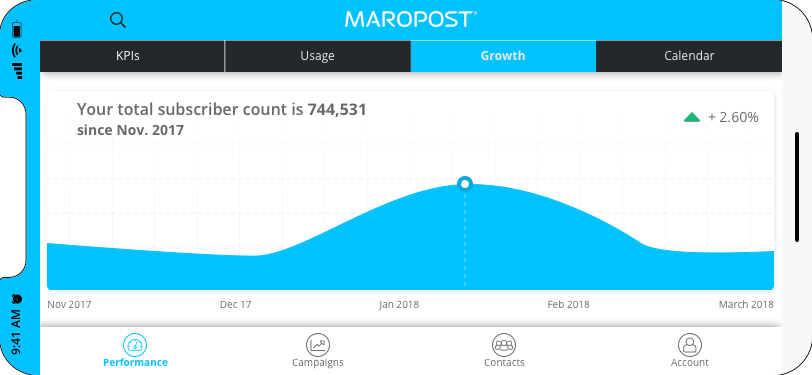 9:41 AM
MAROPOST
KPIs
Usage
Growth
Calendar
Your total subscriber count is 744,531
since Nov. 2017
+ 2.60%
Nov 2017
Dec 17
Jan 2018
Feb 2018
March 2018
Performance
Campaigns
Contacts
Account